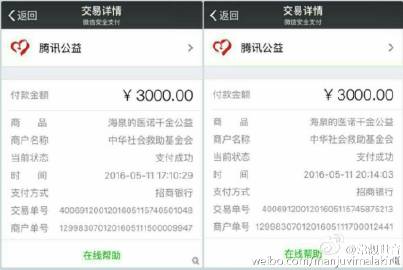 返回
交易详情
微信安全支付
腾讯公益
付款金额
¥ 3000.00
商 品 海泉的医诺千金公益
商户名称 中华社会救助基金会
当前状态 支付成功
时 间 2016-05-11 17:10:29
支付方式 招商银行
交易单号 4006912001201605115740501048
商户单号 1299830701201605111500009947
在线帮助
返回
交易详情
微信安全支付
腾讯公益
付款金额
¥ 3000.00
商 品 海泉的医诺千金公益
商户名称 中华社会救助基金会
当前状态 支付成功
时 间 2016-05-11 20:14:03
支付方式 招商银行
交易单号 4006912001201605115745876213
商户单号 1299830701201605111700012441
在线帮助
weibo.com/manjuvimalakirti